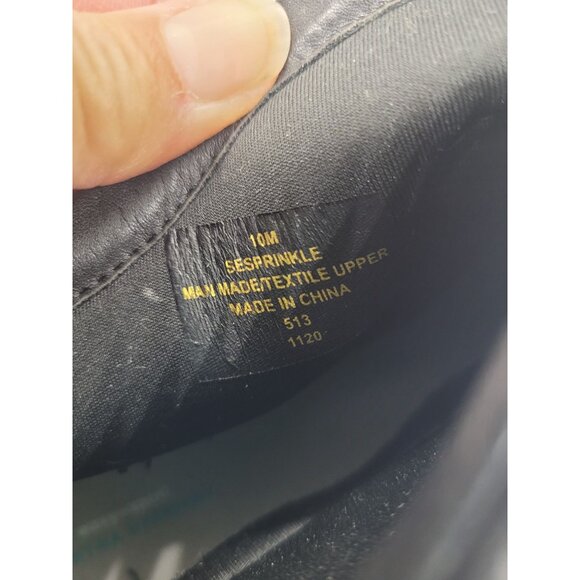 10M
SESPRINKLE
MAN MADE/TEXTILE UPPER
MADE IN CHINA
513
1120